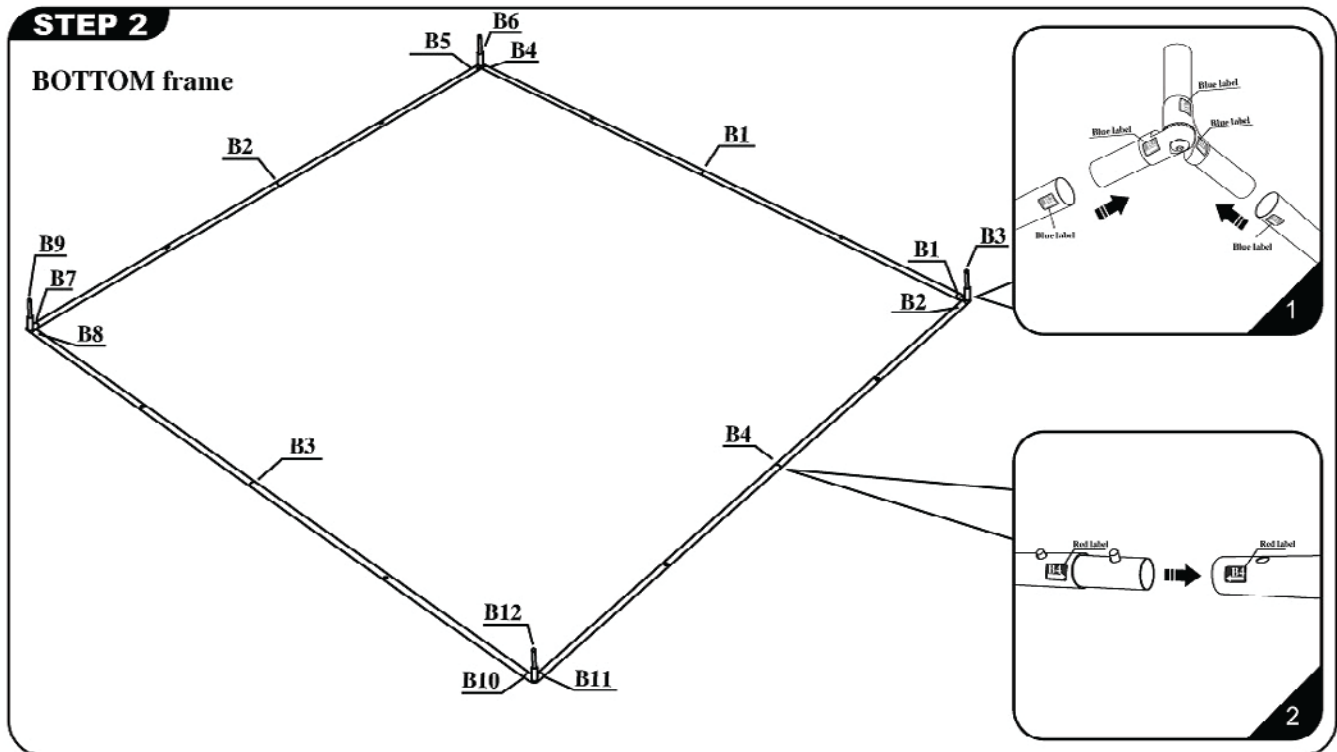 STEP 2
BOTTOM frame
B6
B5
B4
B2
B1
B9
B7
B8
B1
B3
B2
B3
B4
B12
B10
B11
Blue label
Blue label
Blue label
Blue label
Blue label
1
Red label
B4
Red label
B4
2